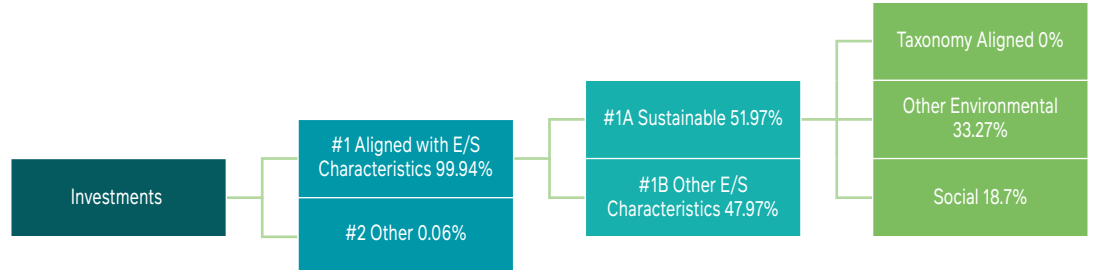 Investments
#1 Aligned with E/S
Characteristics 99.94%
#2 Other 0.06%
#1A Sustainable 51.97%
#1B Other E/S
Characteristics 47.97%
Taxonomy Aligned 0%
Other Environmental
33.27%
Social 18.7%